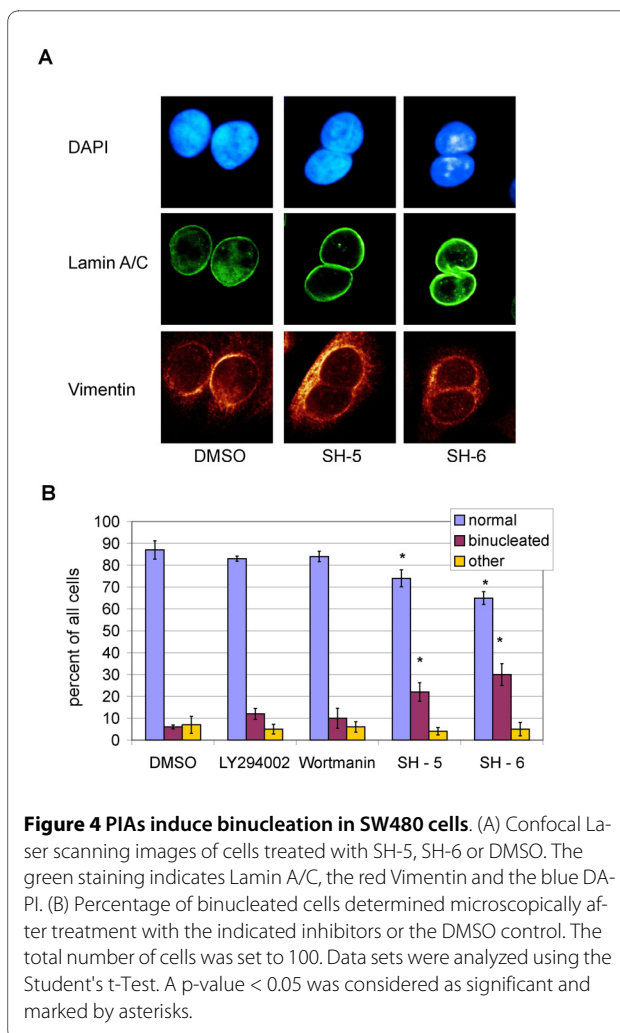 A
DAPI
Lamin A/C
Vimentin
DMSO SH-5 SH-6
B
normal
binucleated
other
percent of all cells
100
90
80
70
60
50
40
30
20
10
0
* * * *
DMSO LY294002 Wortmanin SH - 5 SH - 6
Figure 4 PIAs induce binucleation in SW480 cells. (A) Confocal La-
ser scanning images of cells treated with SH-5, SH-6 or DMSO. The
green staining indicates Lamin A/C, the red Vimentin and the blue DA-
PI. (B) Percentage of binucleated cells determined microscopically af-
ter treatment with the indicated inhibitors or the DMSO control. The
total number of cells was set to 100. Data sets were analyzed using the
Student's t-Test. A p-value < 0.05 was considered as significant and
marked by asterisks.